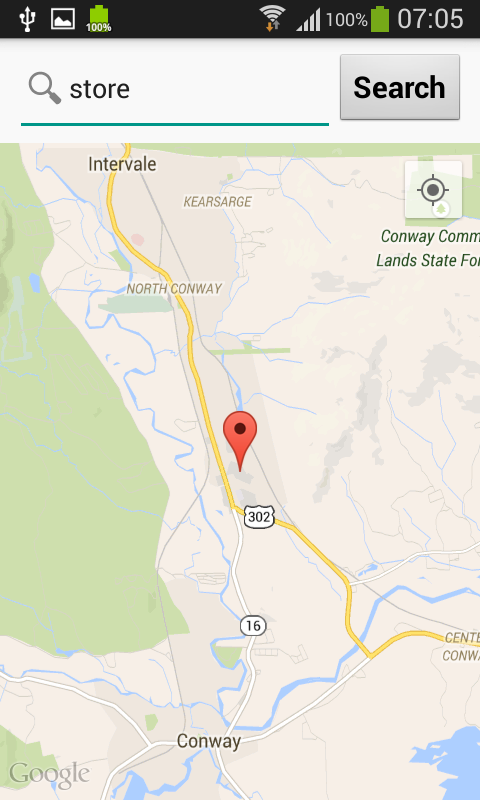 100%
100%
07:05
store
Search
Intervale
KEARSARGE
Conway Comm
Lands State For
NORTH CONWAY
302
16
CENTE
CONWA
Conway
Google